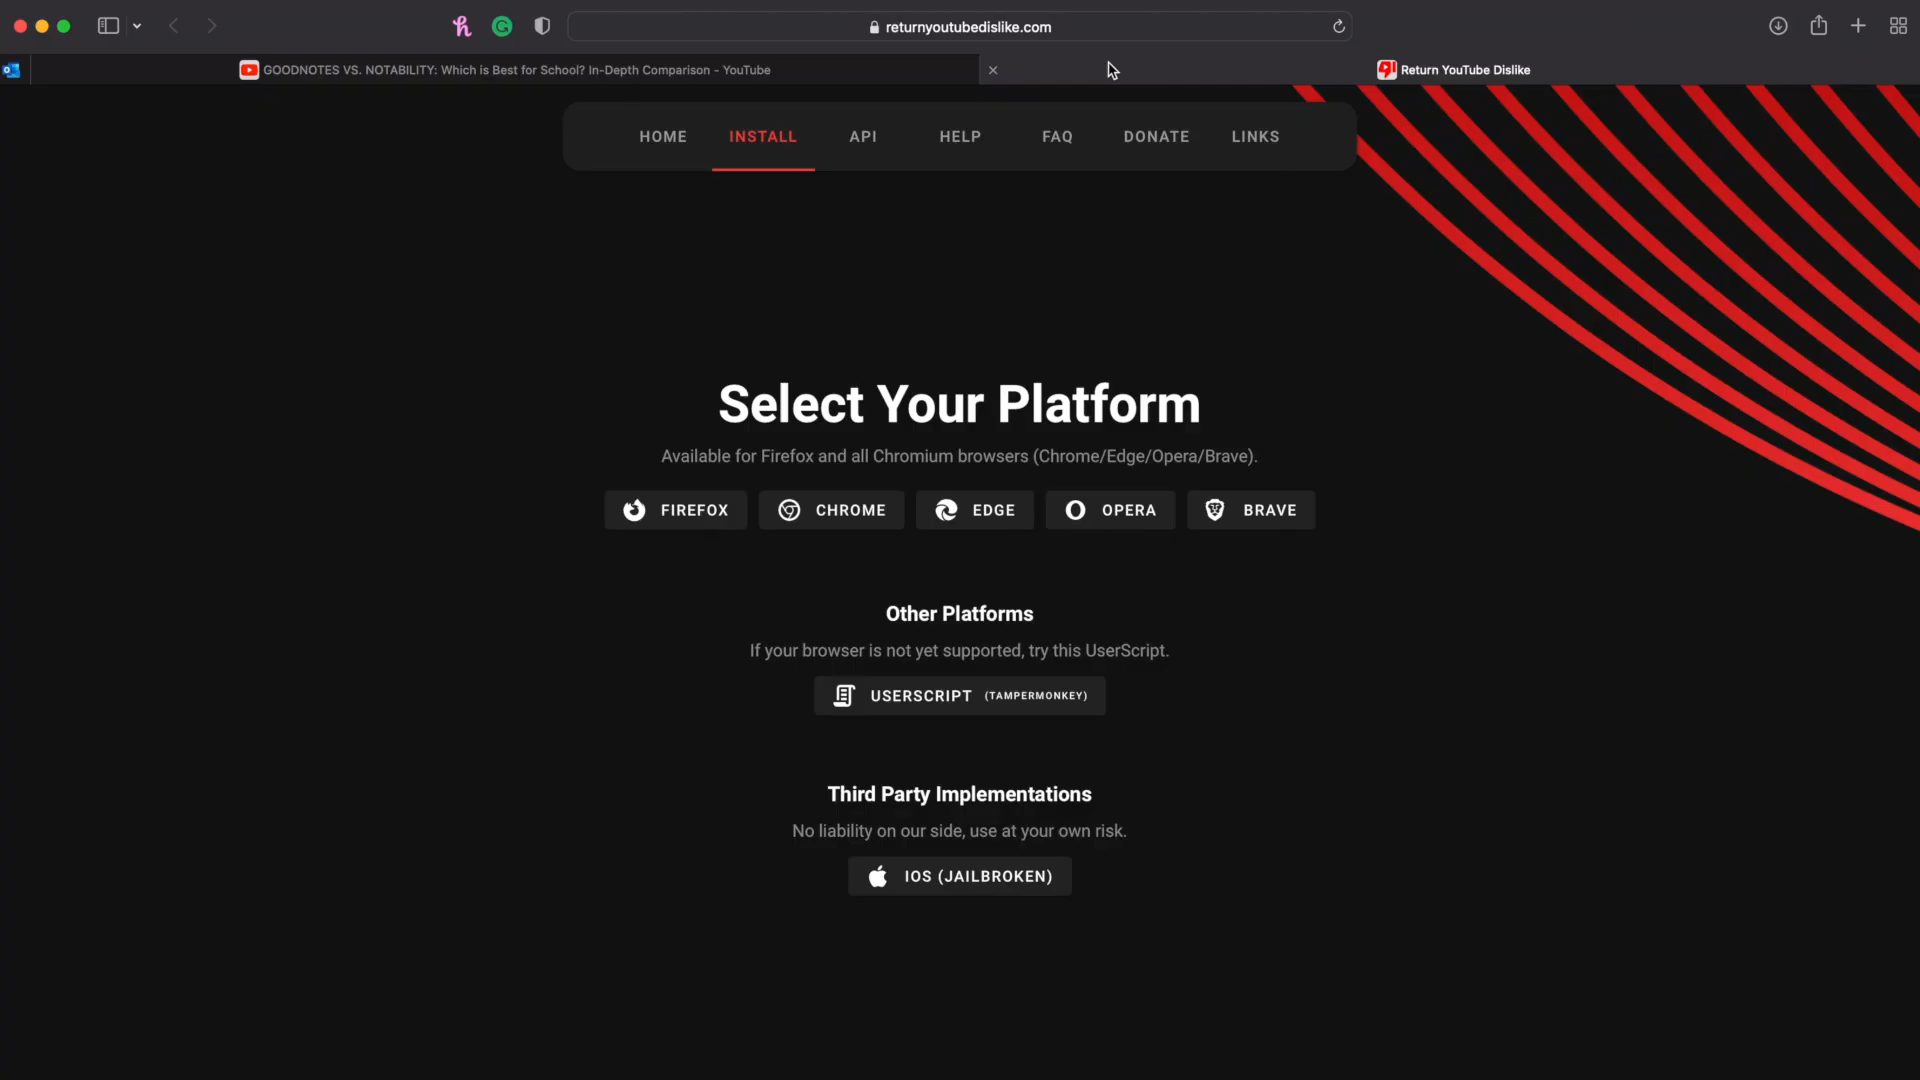 returnyoutubedislike.com
GOODNOTES VS. NOTABILITY: Which is Best for School? In-Depth Comparison - YouTube
Return YouTube Dislike
HOME INSTALL API HELP FAQ DONATE LINKS
Select Your Platform
Available for Firefox and all Chromium browsers (Chrome/Edge/Opera/Brave).
FIREFOX CHROME EDGE OPERA BRAVE
Other Platforms
If your browser is not yet supported, try this UserScript.
USERSCRIPT (TAMPERMONKEY)
Third Party Implementations
No liability on our side, use at your own risk.
IOS (JAILBROKEN)